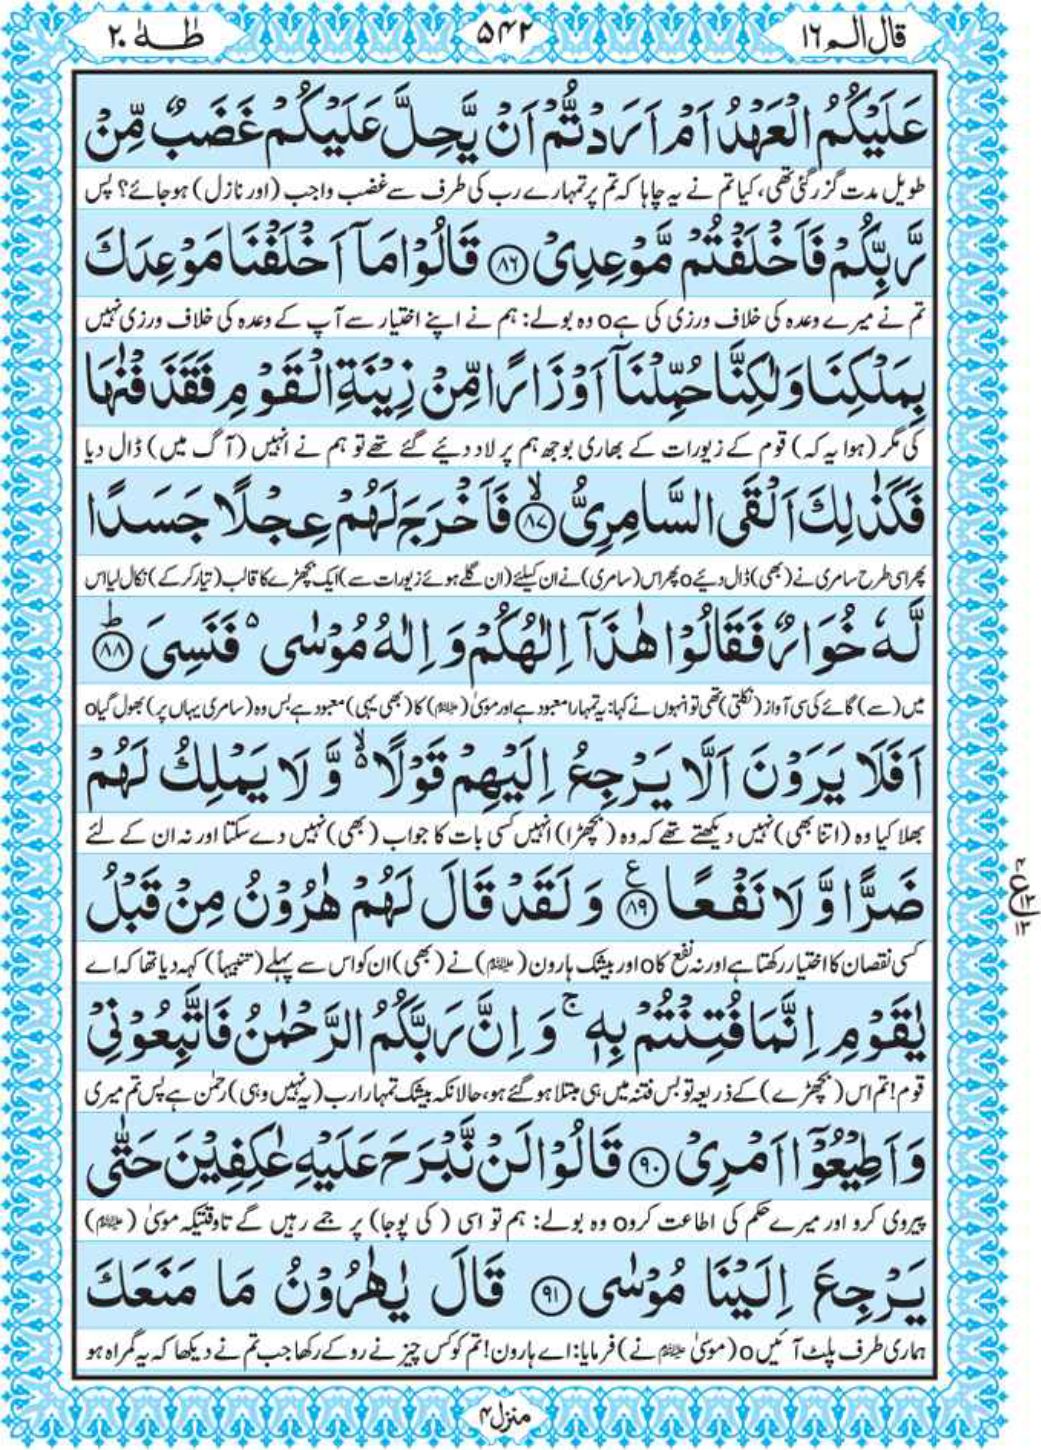 قال الم ١٦
۵۴۲
طٰهٰ ٢٠
عَلَيْكُمُ الْعَهْدُ اَمْ اَرَدْتُّمْ اَنْ يَّحِلَّ عَلَيْكُمْ غَضَبٌ مِّنْ
طویل مدت گزر گئی تھی، کیا تم نے یہ چاہا کہ تم پر تمہارے رب کی طرف سے غضب واجب (اور نازل) ہو جائے؟ پس
رَّبِّكُمْ فَاَخْلَفْتُمْ مَّوْعِدِيْ ﴿٨٦﴾ قَالُوْا مَاۤ اَخْلَفْنَا مَوْعِدَكَ
تم نے میرے وعدہ کی خلاف ورزی کی ہے o وہ بولے: ہم نے اپنے اختیار سے آپ کے وعدہ کی خلاف ورزی نہیں
بِمَلْكِنَا وَلٰكِنَّا حُمِّلْنَاۤ اَوْزَارًا مِّنْ زِيْنَةِ الْقَوْمِ فَقَذَفْنٰهَا
کی مگر (ہوا یہ کہ) قوم کے زیورات کے بھاری بوجھ ہم پر لاد دیئے گئے تھے تو ہم نے انہیں (آگ میں) ڈال دیا
فَكَذٰلِكَ اَلْقَى السَّامِرِيُّ ۙ﴿٨٧﴾ فَاَخْرَجَ لَهُمْ عِجْلًا جَسَدًا
پھر اسی طرح سامری نے (بھی) ڈال دیئے o پھر اس (سامری) نے ان کیلئے (ان گلے ہوئے زیورات سے) ایک بچھڑے کا قالب (تیار کر کے) نکال لیا اس
لَّهٗ خُوَارٌ فَقَالُوْا هٰذَاۤ اِلٰهُكُمْ وَ اِلٰهُ مُوْسٰى ۬ فَنَسِيَ ؕ﴿٨٨﴾
میں (سے) گائے کی سی آواز (نکلتی) تھی تو انہوں نے کہا: یہ تمہارا معبود ہے اور موسیٰ (علیہ السلام) کا (بھی یہی) معبود ہے بس وہ (سامری یہاں پر) بھول گیا o
اَفَلَا يَرَوْنَ اَلَّا يَرْجِعُ اِلَيْهِمْ قَوْلًا ۬ۙ وَّ لَا يَمْلِكُ لَهُمْ
بھلا کیا وہ (اتنا بھی) نہیں دیکھتے تھے کہ وہ (بچھڑا) انہیں کسی بات کا جواب (بھی) نہیں دے سکتا اور نہ ان کے لئے
ضَرًّا وَّ لَا نَفْعًا ﴿٨٩﴾ع وَ لَقَدْ قَالَ لَهُمْ هٰرُوْنُ مِنْ قَبْلُ
کسی نقصان کا اختیار رکھتا ہے اور نہ نفع کا o اور بیشک ہارون (علیہ السلام) نے (بھی) ان کو اس سے پہلے (تنبیہاً) کہہ دیا تھا کہ اے
يٰقَوْمِ اِنَّمَا فُتِنْتُمْ بِهٖ ۚ وَ اِنَّ رَبَّكُمُ الرَّحْمٰنُ فَاتَّبِعُوْنِيْ
قوم! تم اس (بچھڑے) کے ذریعہ تو بس فتنہ میں ہی مبتلا ہو گئے ہو، حالانکہ بیشک تمہارا رب (یہ نہیں وہی) رحمٰن ہے پس تم میری
وَ اَطِيْعُوْۤا اَمْرِيْ ﴿٩٠﴾ قَالُوْا لَنْ نَّبْرَحَ عَلَيْهِ عٰكِفِيْنَ حَتّٰى
پیروی کرو اور میرے حکم کی اطاعت کرو o وہ بولے: ہم تو اسی (کی پوجا) پر جمے رہیں گے تاوقتیکہ موسیٰ (علیہ السلام)
يَرْجِعَ اِلَيْنَا مُوْسٰى ﴿٩١﴾ قَالَ يٰهٰرُوْنُ مَا مَنَعَكَ
ہماری طرف پلٹ آئیں o (موسیٰ علیہ السلام نے) فرمایا: اے ہارون! تم کو کس چیز نے روکے رکھا جب تم نے دیکھا کہ یہ گمراہ ہو
منزل ۴